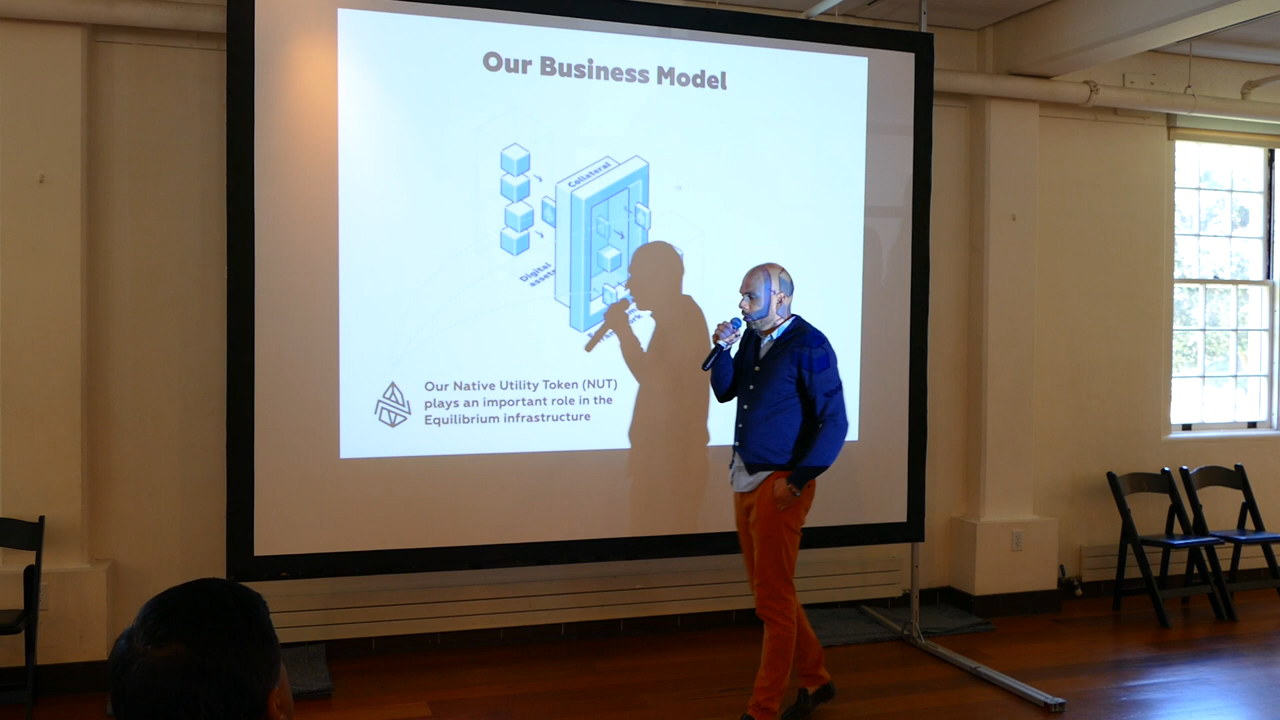 Our Business Model
Collateral
Digital
assets
Our Native Utility Token (NUT)
plays an important role in the
Equilibrium infrastructure